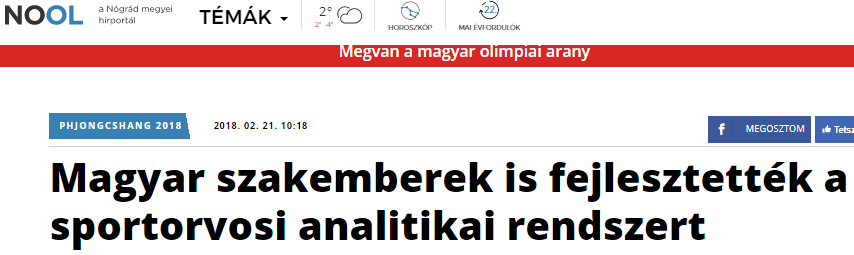 NOOL
a Nógrád megyei
hírportál
TÉMÁK
2°
2° -4°
HOROSZKÓP
22
MAI ÉVFORDULÓK
Megvan a magyar olimpiai arany
PHJONGCSHANG 2018
2018. 02. 21. 10:18
f MEGOSZTOM
Tetsz
Magyar szakemberek is fejlesztették a
sportorvosi analitikai rendszert